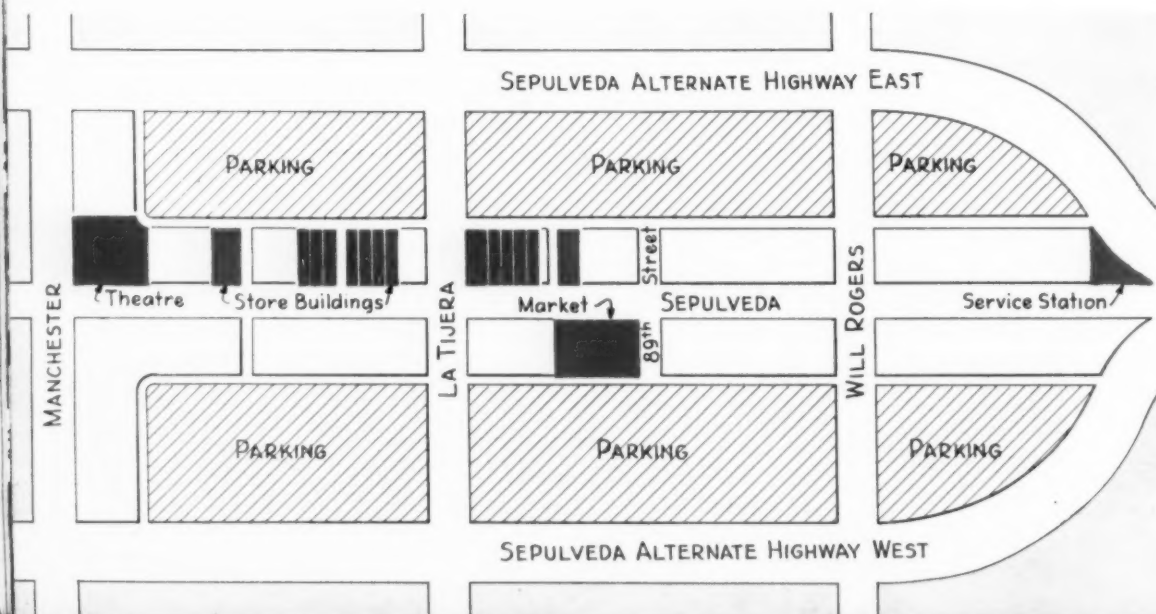 SEPULVEDA ALTERNATE HIGHWAY EAST
PARKING
PARKING
PARKING
Theatre
Store Buildings
Market
Street
89th
SEPULVEDA
Service Station
MANCHESTER
LA TIJERA
WILL ROGERS
PARKING
PARKING
PARKING
SEPULVEDA ALTERNATE HIGHWAY WEST